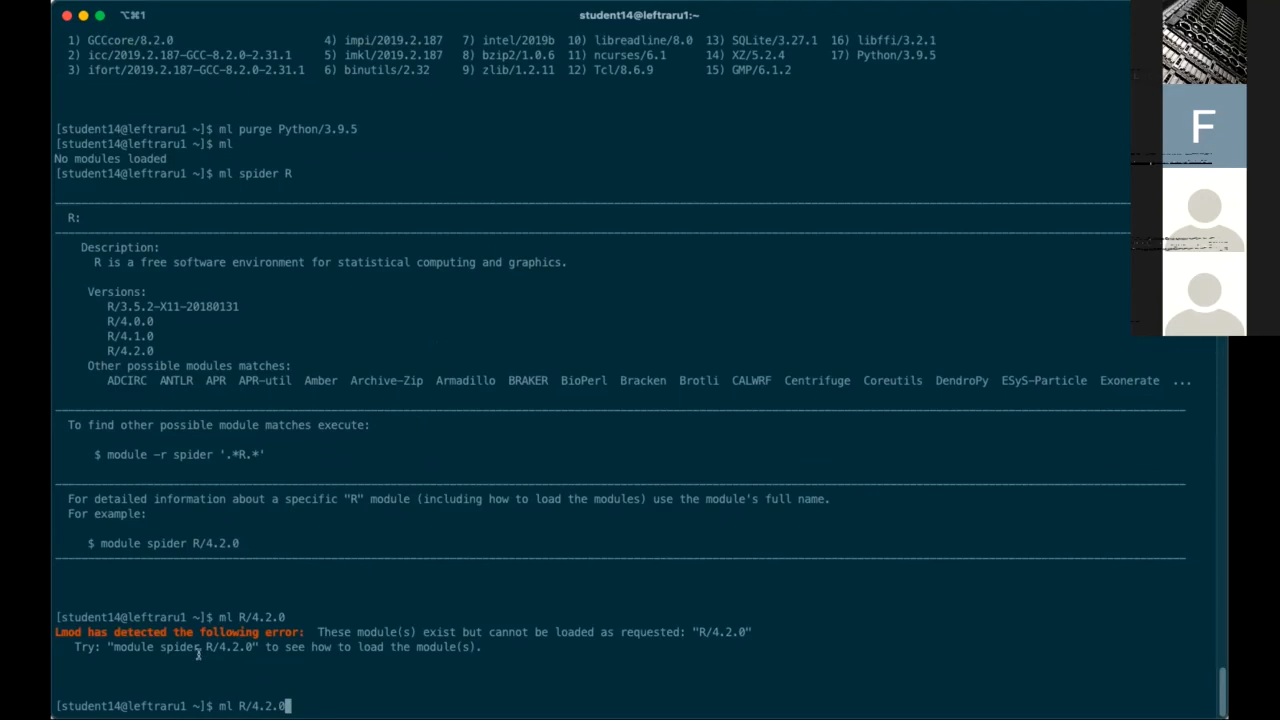 ⌥⌘1 student14@leftraru1:~
1) GCCcore/8.2.0 4) impi/2019.2.187 7) intel/2019b 10) libreadline/8.0 13) SQLite/3.27.1 16) libffi/3.2.1
2) icc/2019.2.187-GCC-8.2.0-2.31.1 5) imkl/2019.2.187 8) bzip2/1.0.6 11) ncurses/6.1 14) XZ/5.2.4 17) Python/3.9.5
3) ifort/2019.2.187-GCC-8.2.0-2.31.1 6) binutils/2.32 9) zlib/1.2.11 12) Tcl/8.6.9 15) GMP/6.1.2
[student14@leftraru1 ~]$ ml purge Python/3.9.5
[student14@leftraru1 ~]$ ml
No modules loaded
[student14@leftraru1 ~]$ ml spider R
R:
Description:
R is a free software environment for statistical computing and graphics.
Versions:
R/3.5.2-X11-20180131
R/4.0.0
R/4.1.0
R/4.2.0
Other possible modules matches:
ADCIRC ANTLR APR APR-util Amber Archive-Zip Armadillo BRAKER BioPerl Bracken Brotli CALWRF Centrifuge Coreutils DendroPy ESyS-Particle Exonerate ...
To find other possible module matches execute:
$ module -r spider '.*R.*'
For detailed information about a specific "R" module (including how to load the modules) use the module's full name.
For example:
$ module spider R/4.2.0
[student14@leftraru1 ~]$ ml R/4.2.0
Lmod has detected the following error: These module(s) exist but cannot be loaded as requested: "R/4.2.0"
Try: "module spider R/4.2.0" to see how to load the module(s).
[student14@leftraru1 ~]$ ml R/4.2.0
F